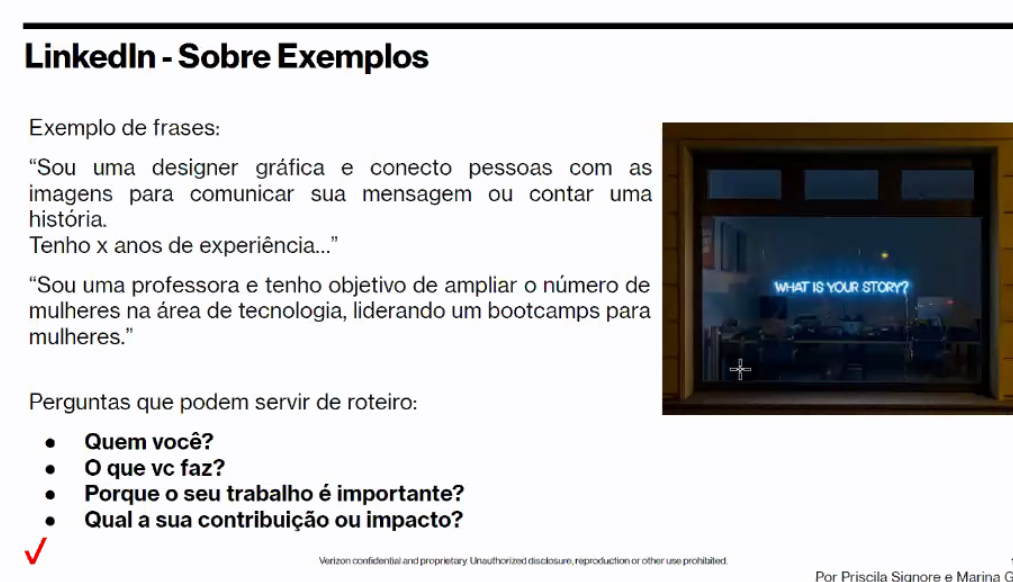 LinkedIn - Sobre Exemplos
Exemplo de frases:
“Sou uma designer gráfica e conecto pessoas com as
imagens para comunicar sua mensagem ou contar uma
história.
Tenho x anos de experiência...”
“Sou uma professora e tenho objetivo de ampliar o número de
mulheres na área de tecnologia, liderando um bootcamps para
mulheres.”
WHAT IS YOUR STORY?
Perguntas que podem servir de roteiro:
● Quem você?
● O que vc faz?
● Porque o seu trabalho é importante?
● Qual a sua contribuição ou impacto?
Verizon confidential and proprietary. Unauthorized disclosure, reproduction or other use prohibited.
Por Priscila Signore e Marina G